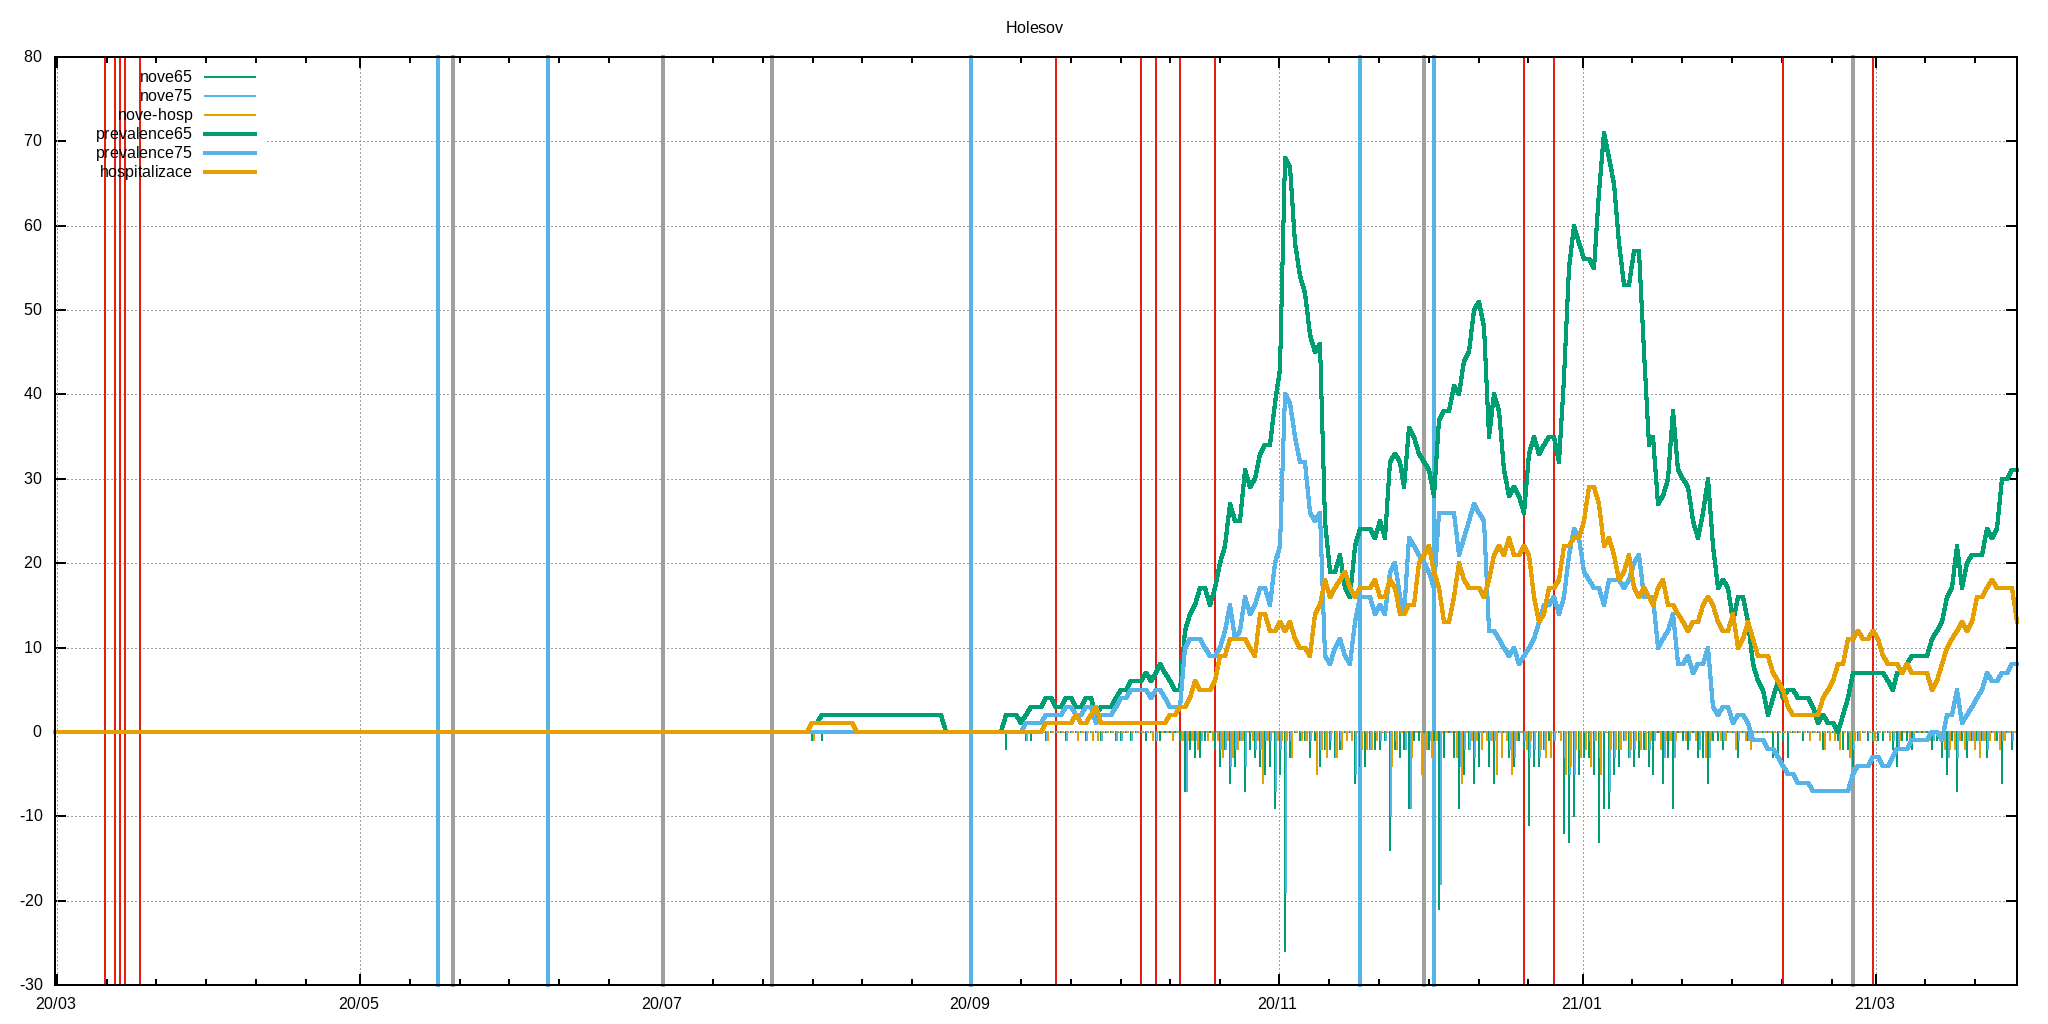 Holesov
80
nove65
nove75
nove-hosp
prevalence65
prevalence75
hospitalizace
70
60
50
40
30
20
10
0
-10
-20
-30
20/03 20/05 20/07 20/09 20/11 21/01 21/03